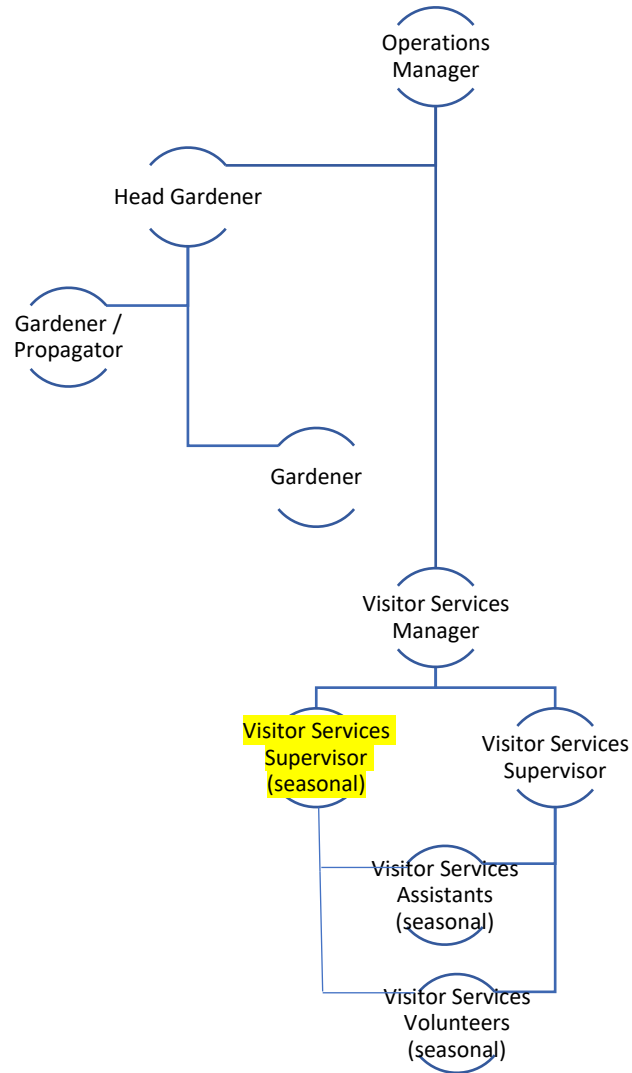 Operations
Manager
Head Gardener
Gardener /
Propagator
Gardener
Visitor Services
Manager
Visitor Services
Supervisor
(seasonal)
Visitor Services
Supervisor
Visitor Services
Assistants
(seasonal)
Visitor Services
Volunteers
(seasonal)